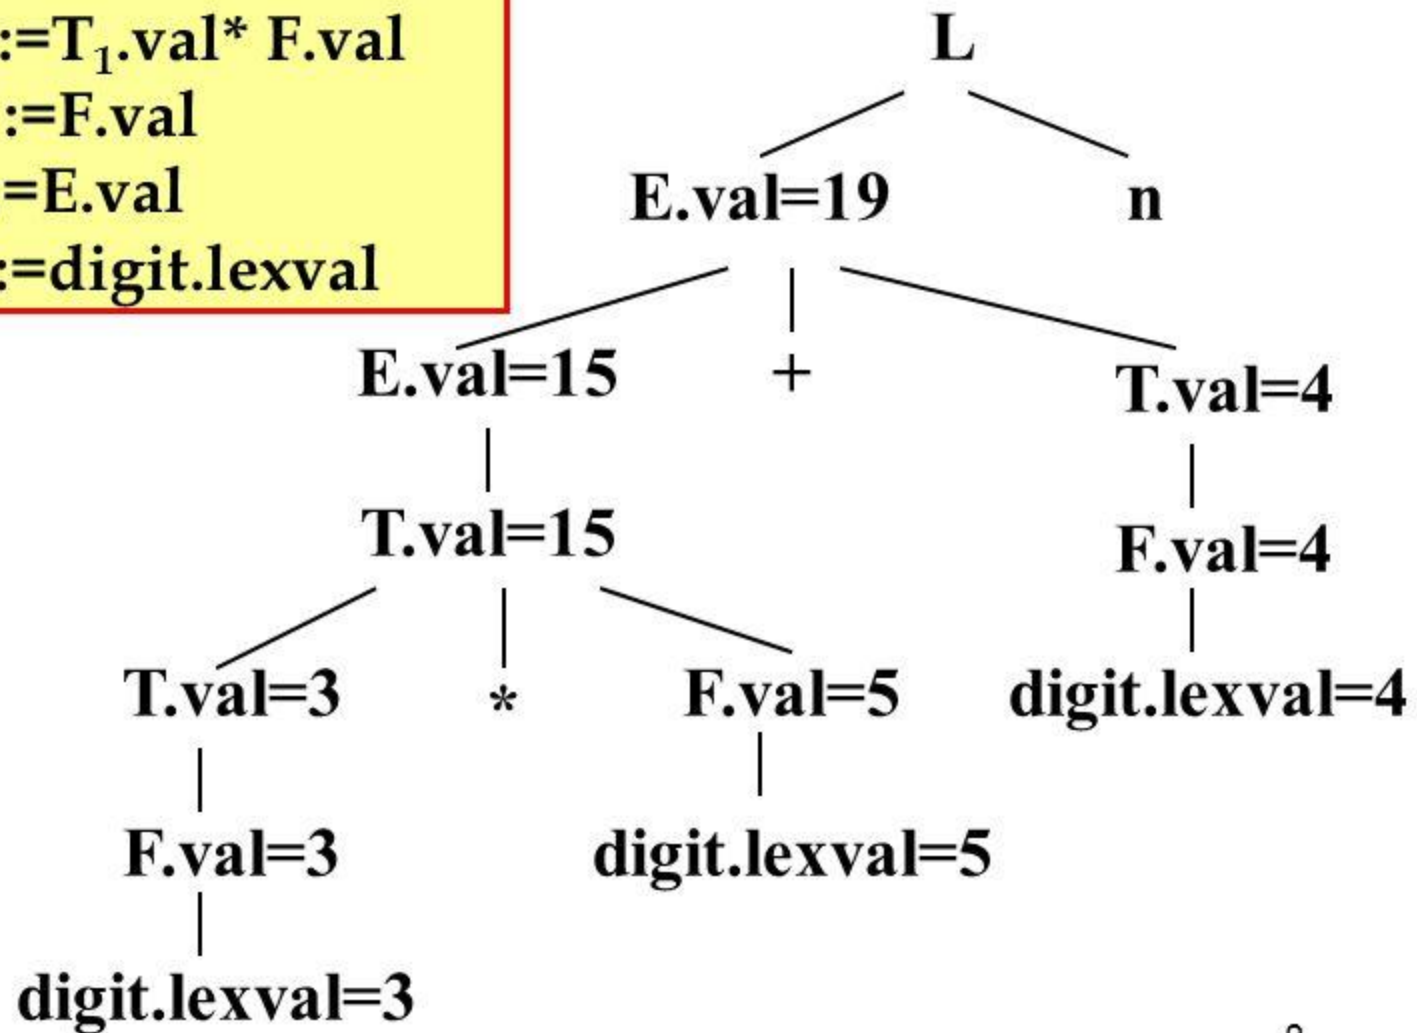 :=T₁.val* F.val
:=F.val
=E.val
:=digit.lexval
L
E.val=19 n
E.val=15 + T.val=4
T.val=15 F.val=4
T.val=3 * F.val=5 digit.lexval=4
F.val=3 digit.lexval=5
digit.lexval=3